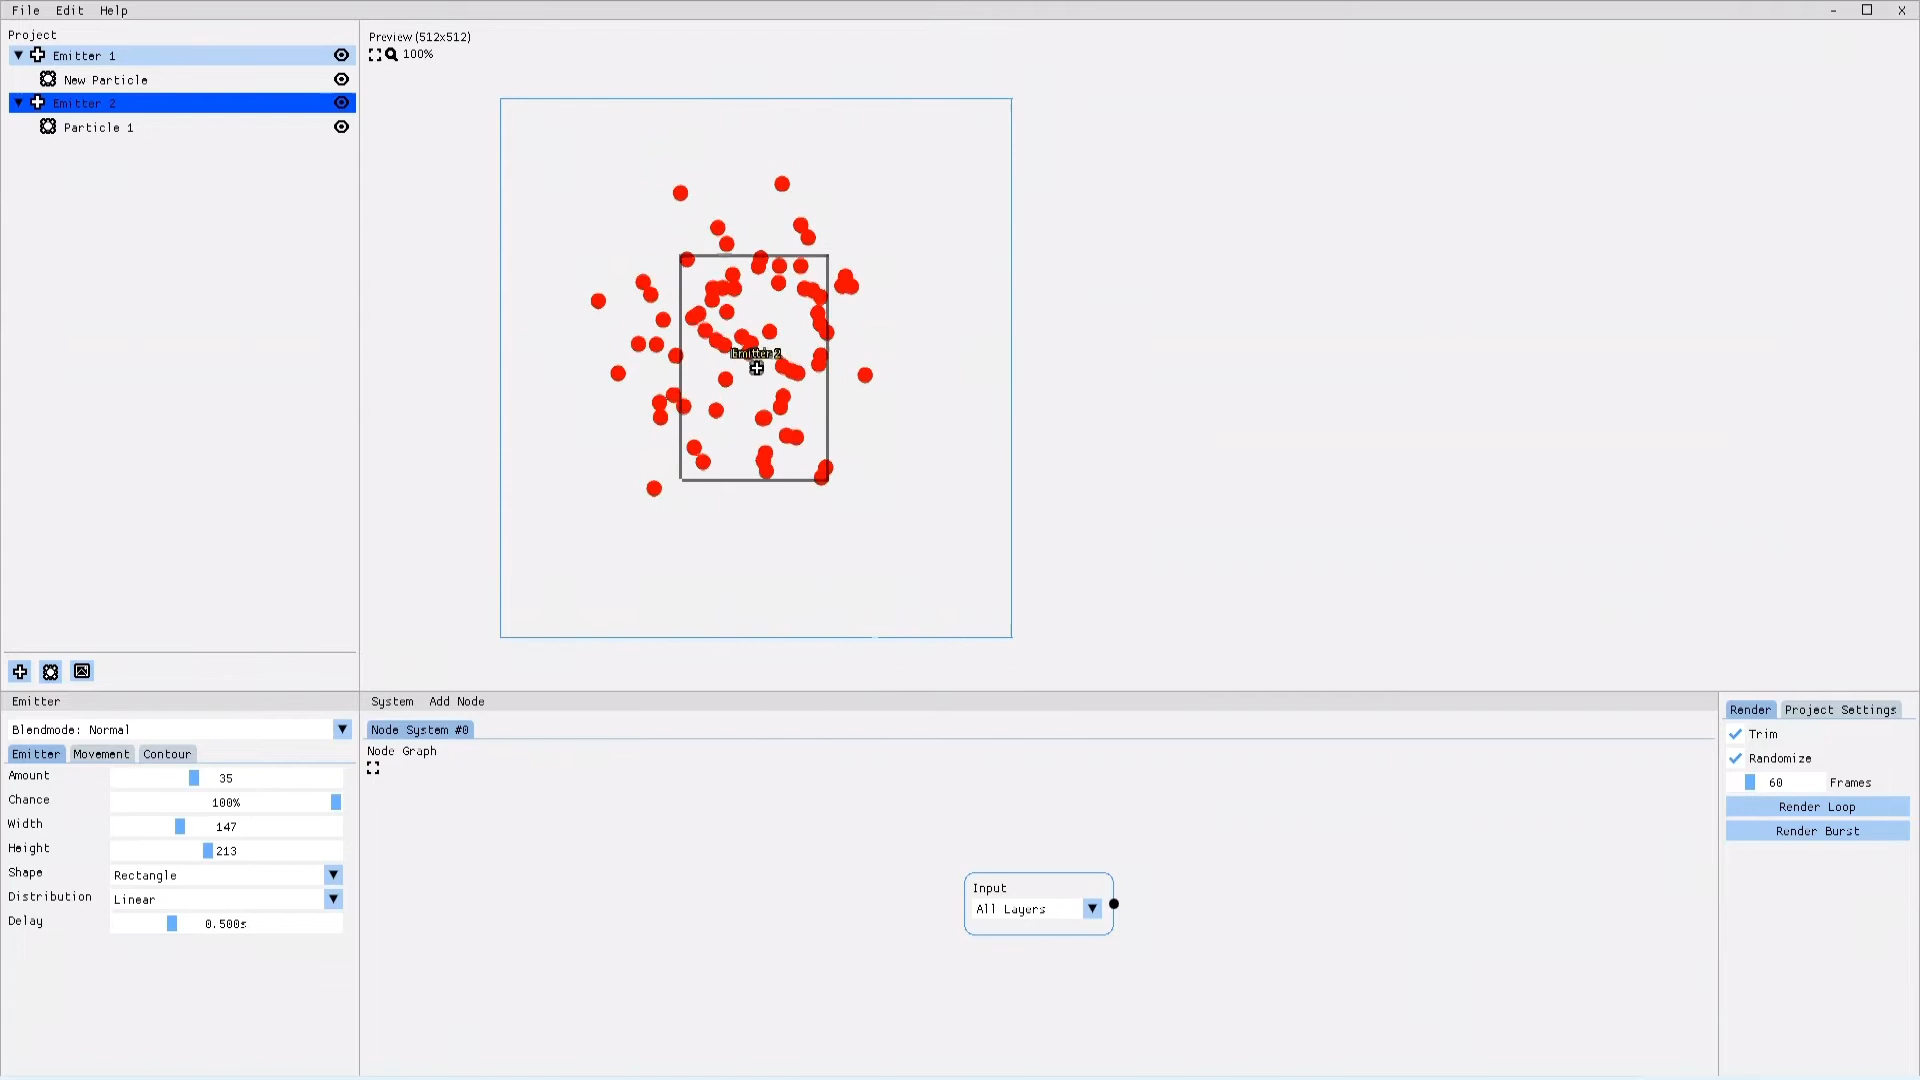 File Edit Help
- X
Project
Emitter 1
New Particle
Emitter 2
Particle 1
Preview (512x512)
100%
Emitter 2
Emitter
Blendmode: Normal
Emitter Movement Contour
Amount 35
Chance 100%
Width 147
Height 213
Shape Rectangle
Distribution Linear
Delay 0.500s
System Add Node
Node System #0
Node Graph
Input
All Layers
Render Project Settings
Trim
Randomize
60 Frames
Render Loop
Render Burst